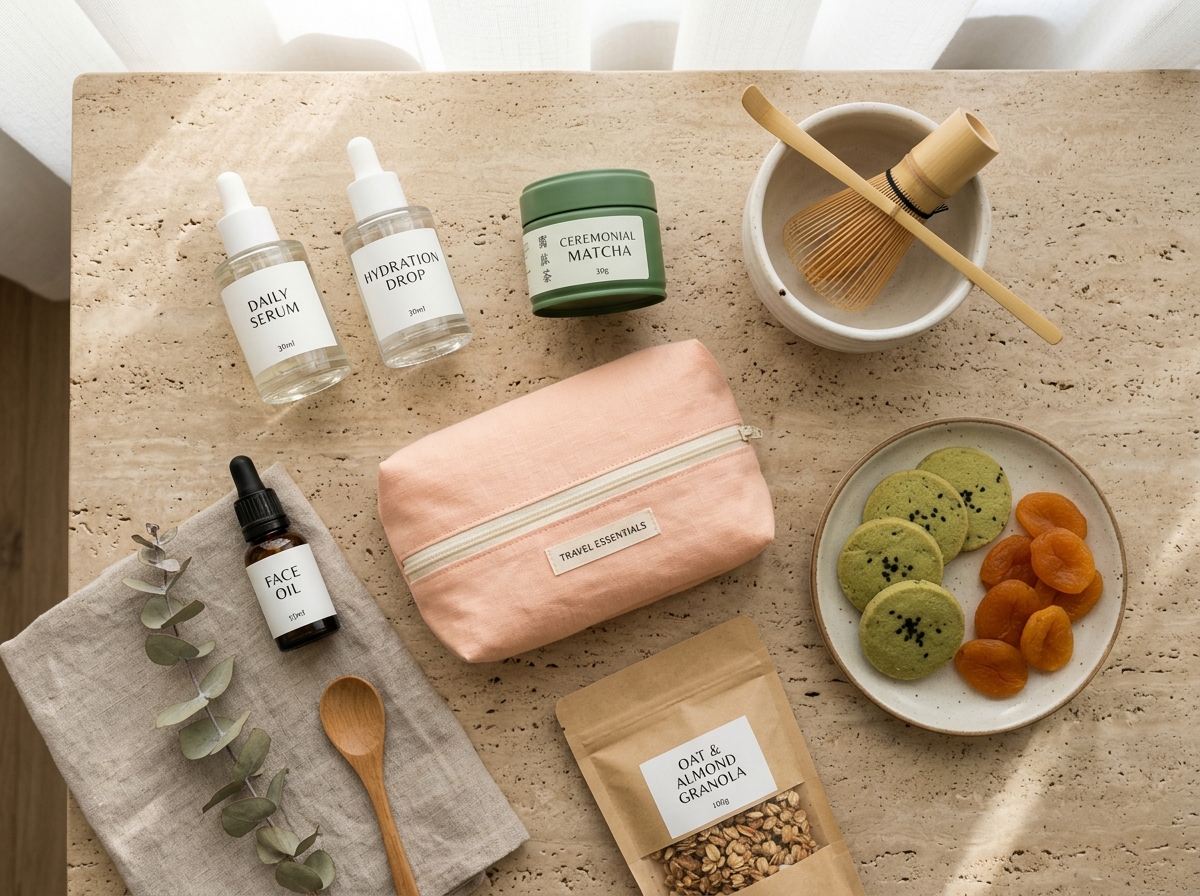 DAILY
SERUM
30ml
HYDRATION
DROP
30ml
CEREMONIAL
MATCHA
30g
TRAVEL ESSENTIALS
FACE
OIL
OAT &
ALMOND
GRANOLA
100g